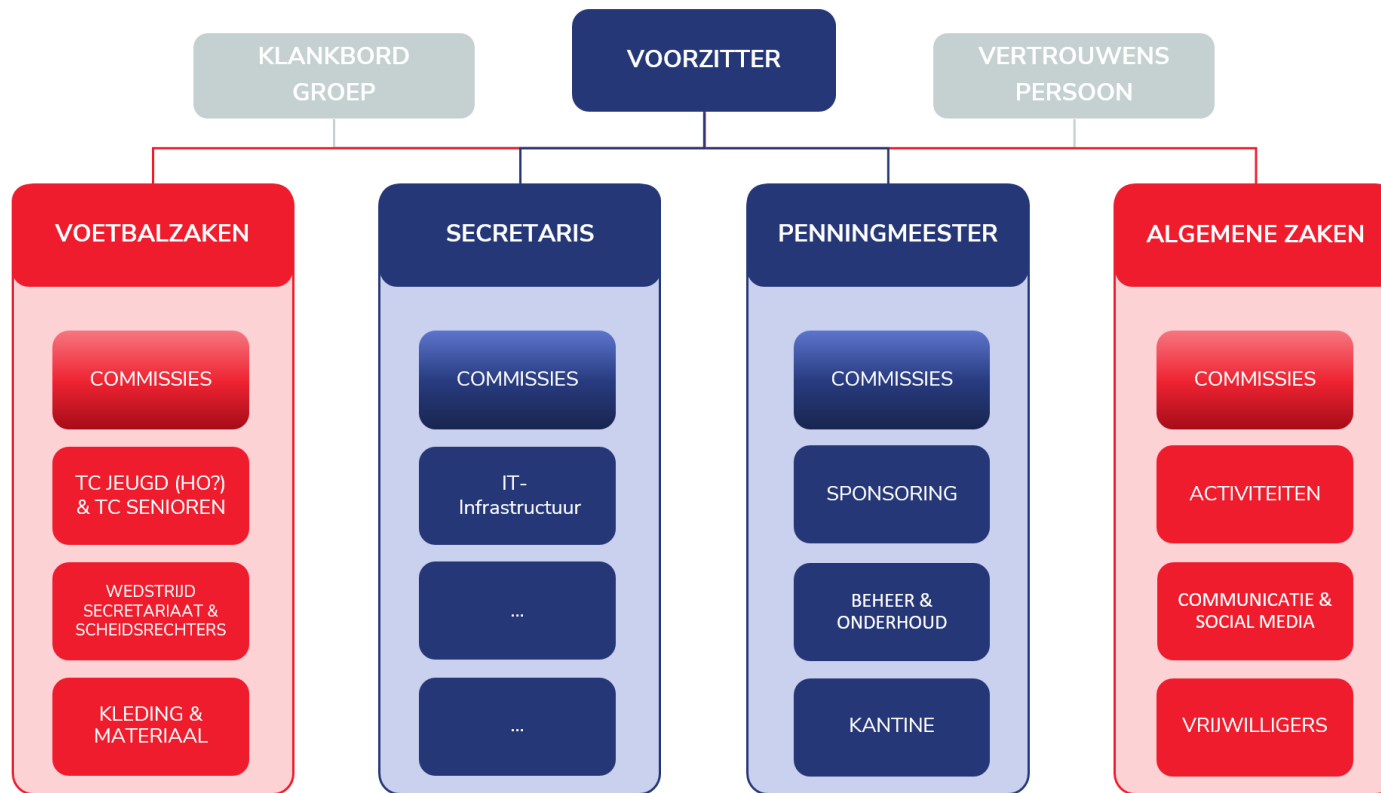 KLANKBORD
GROEP
VOORZITTER
VERTROUWENS
PERSOON
VOETBALZAKEN
COMMISSIES
TC JEUGD (HO?)
& TC SENIOREN
WEDSTRIJD
SECRETARIAAT &
SCHEIDSRECHTERS
KLEDING &
MATERIAAL
SECRETARIS
COMMISSIES
IT-
Infrastructuur
...
...
PENNINGMEESTER
COMMISSIES
SPONSORING
BEHEER &
ONDERHOUD
KANTINE
ALGEMENE ZAKEN
COMMISSIES
ACTIVITEITEN
COMMUNICATIE &
SOCIAL MEDIA
VRIJWILLIGERS